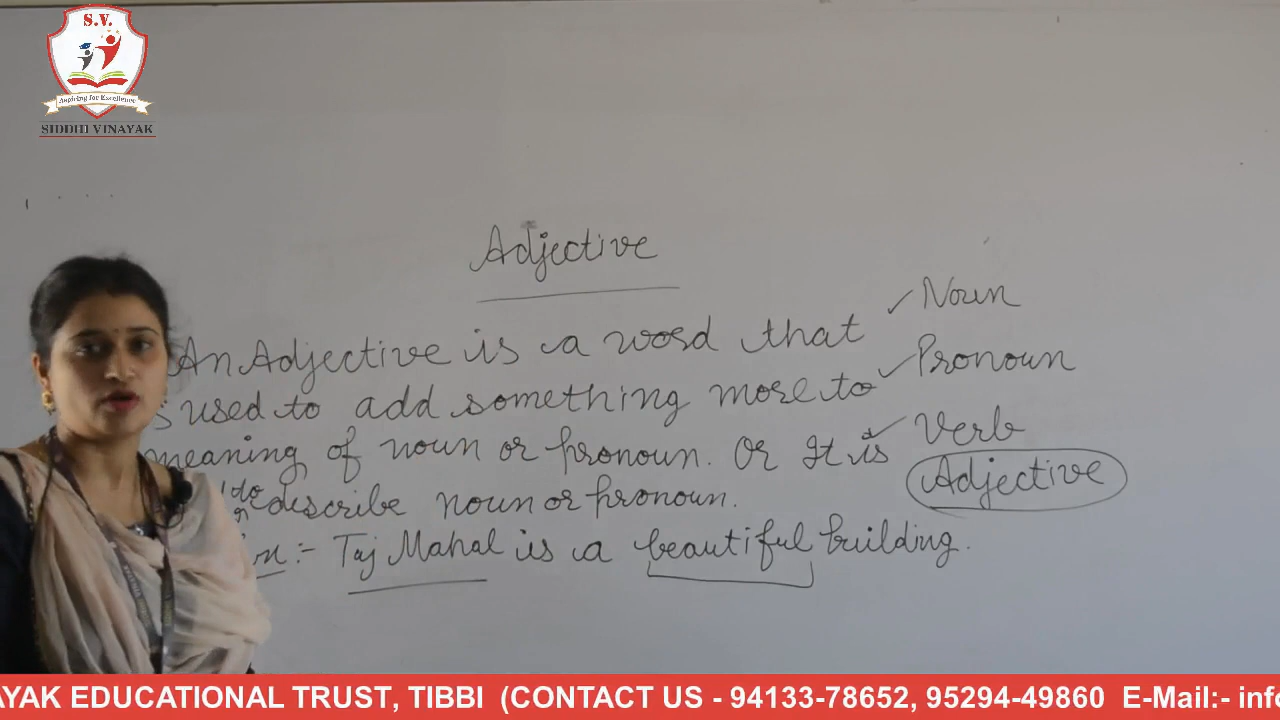 S.V.
Aspiring for Excellence
SIDDHI VINAYAK
Adjective
An Adjective is a word that
s used to add something more to
meaning of noun or pronoun. Or It is
to describe noun or pronoun.
:- Taj Mahal is a beautiful building.
Noun
Pronoun
Verb
Adjective
AYAK EDUCATIONAL TRUST, TIBBI (CONTACT US - 94133-78652, 95294-49860 E-Mail:- info